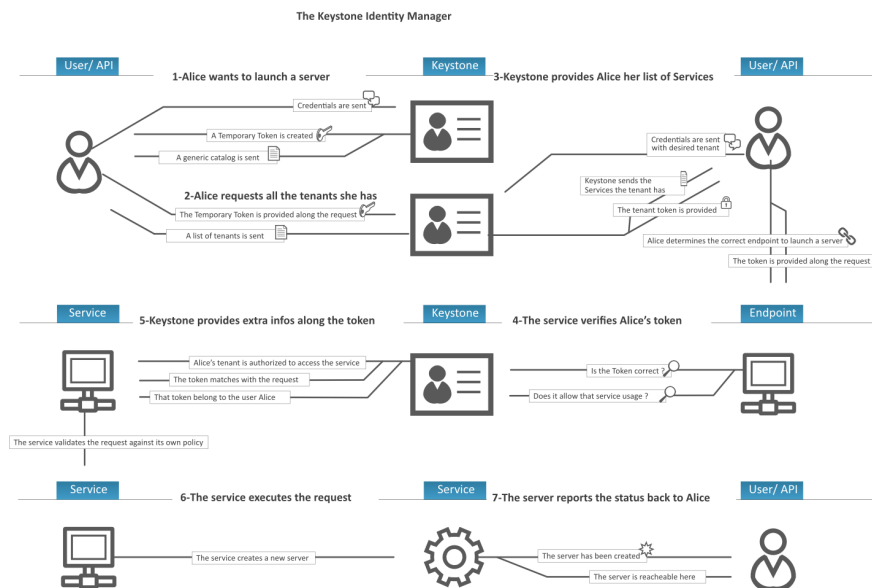 The Keystone Identity Manager
User/ API
1-Alice wants to launch a server
Keystone
3-Keystone provides Alice her list of Services
User/ API
Credentials are sent
A Temporary Token is created
A generic catalog is sent
Credentials are sent
with desired tenant
2-Alice requests all the tenants she has
Keystone sends the
Services the tenant has
The Temporary Token is provided along the request
The tenant token is provided
A list of tenants is sent
Alice determines the correct endpoint to launch a server
The token is provided along the request
Service
5-Keystone provides extra infos along the token
Keystone
4-The service verifies Alice's token
Endpoint
Alice's tenant is authorized to access the service
Is the Token correct ?
The token matches with the request
That token belong to the user Alice
Does it allow that service usage ?
The service validates the request against its own policy
Service
6-The service executes the request
Service
7-The server reports the status back to Alice
User/ API
The service creates a new server
The server has been created
The server is reacheable here